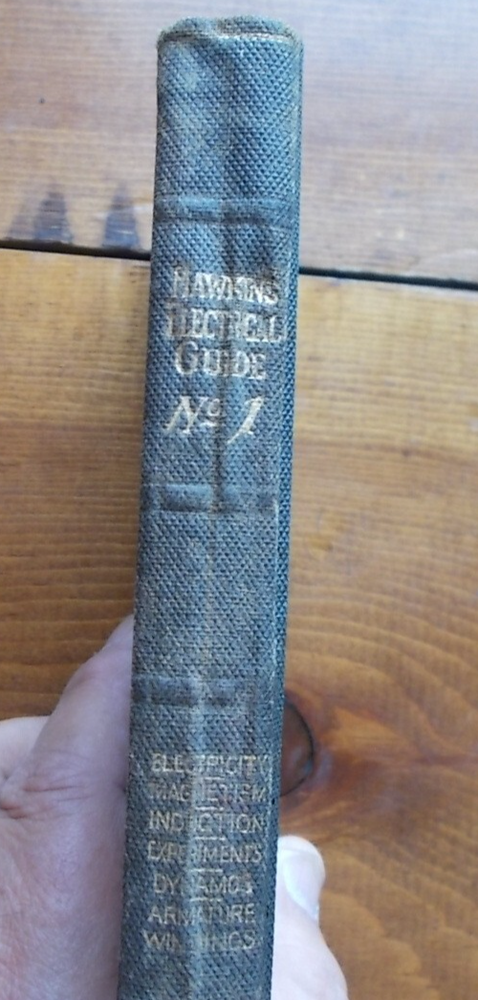 HAWKINS
ELECTRICAL
GUIDE
No 1
ELECTRICITY
MAGNETISM
INDUCTION
EXPERIMENTS
DYNAMOS
ARMATURE
WINDINGS